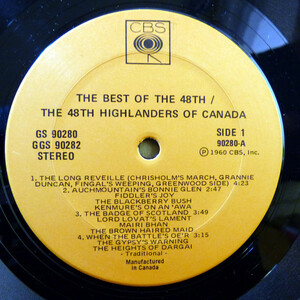 CBS
THE BEST OF THE 48TH /
THE 48TH HIGHLANDERS OF CANADA
GS 90280
GGS 90282
STEREO
SIDE 1
90280-A
℗ 1960 CBS, Inc.
1. THE LONG REVEILLE (CHRISHOLM'S MARCH, GRANNIE
DUNCAN, FINGAL'S WEEPING, GREENWOOD SIDE) 4:23
2. AUCHMOUNTAIN'S BONNIE GLEN 2:47
FIDDLER'S JOY
THE BLACKBERRY BUSH
KENMURE'S ON AN 'AWA
3. THE BADGE OF SCOTLAND 3:49
LORD LOVAT'S LAMENT
MAIRI BHAN
THE BROWN HAIRED MAID
4. WHEN THE BATTLE'S O'ER 3:15
THE GYPSY'S WARNING
THE HEIGHTS OF DARGAI
- Traditional -
Manufactured
in Canada